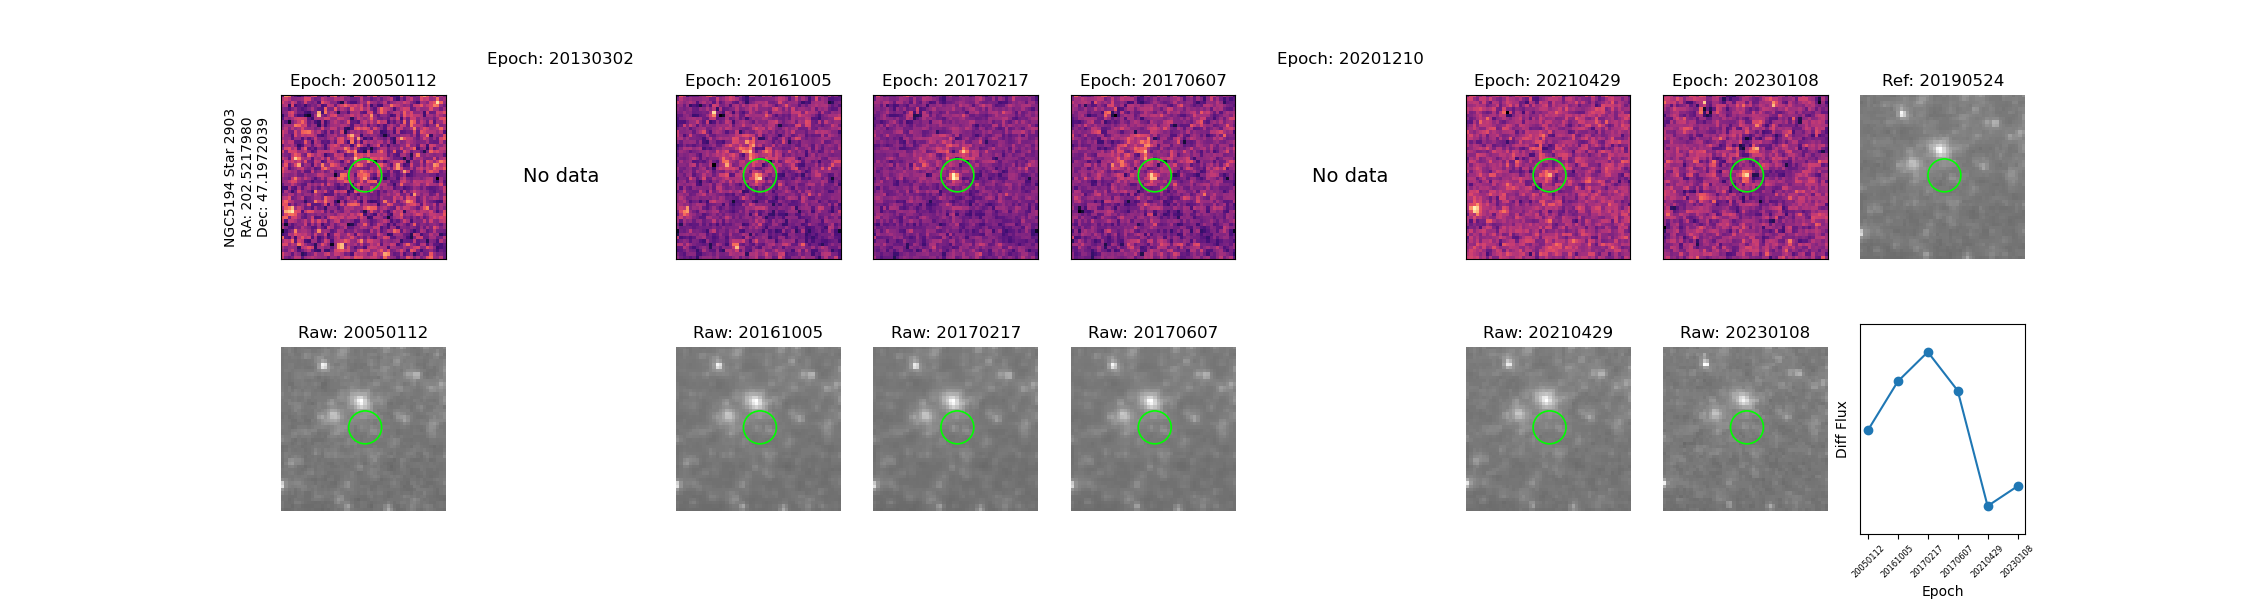 Epoch: 20130302
Epoch: 20201210
Epoch: 20050112
Epoch: 20161005
Epoch: 20170217
Epoch: 20170607
Epoch: 20210429
Epoch: 20230108
Ref: 20190524
NGC5194 Star 2903
RA: 202.5217980
Dec: 47.1972039
No data
No data
Raw: 20050112
Raw: 20161005
Raw: 20170217
Raw: 20170607
Raw: 20210429
Raw: 20230108
Diff Flux
20050112
20161005
20170217
20170607
20210429
20230108
Epoch